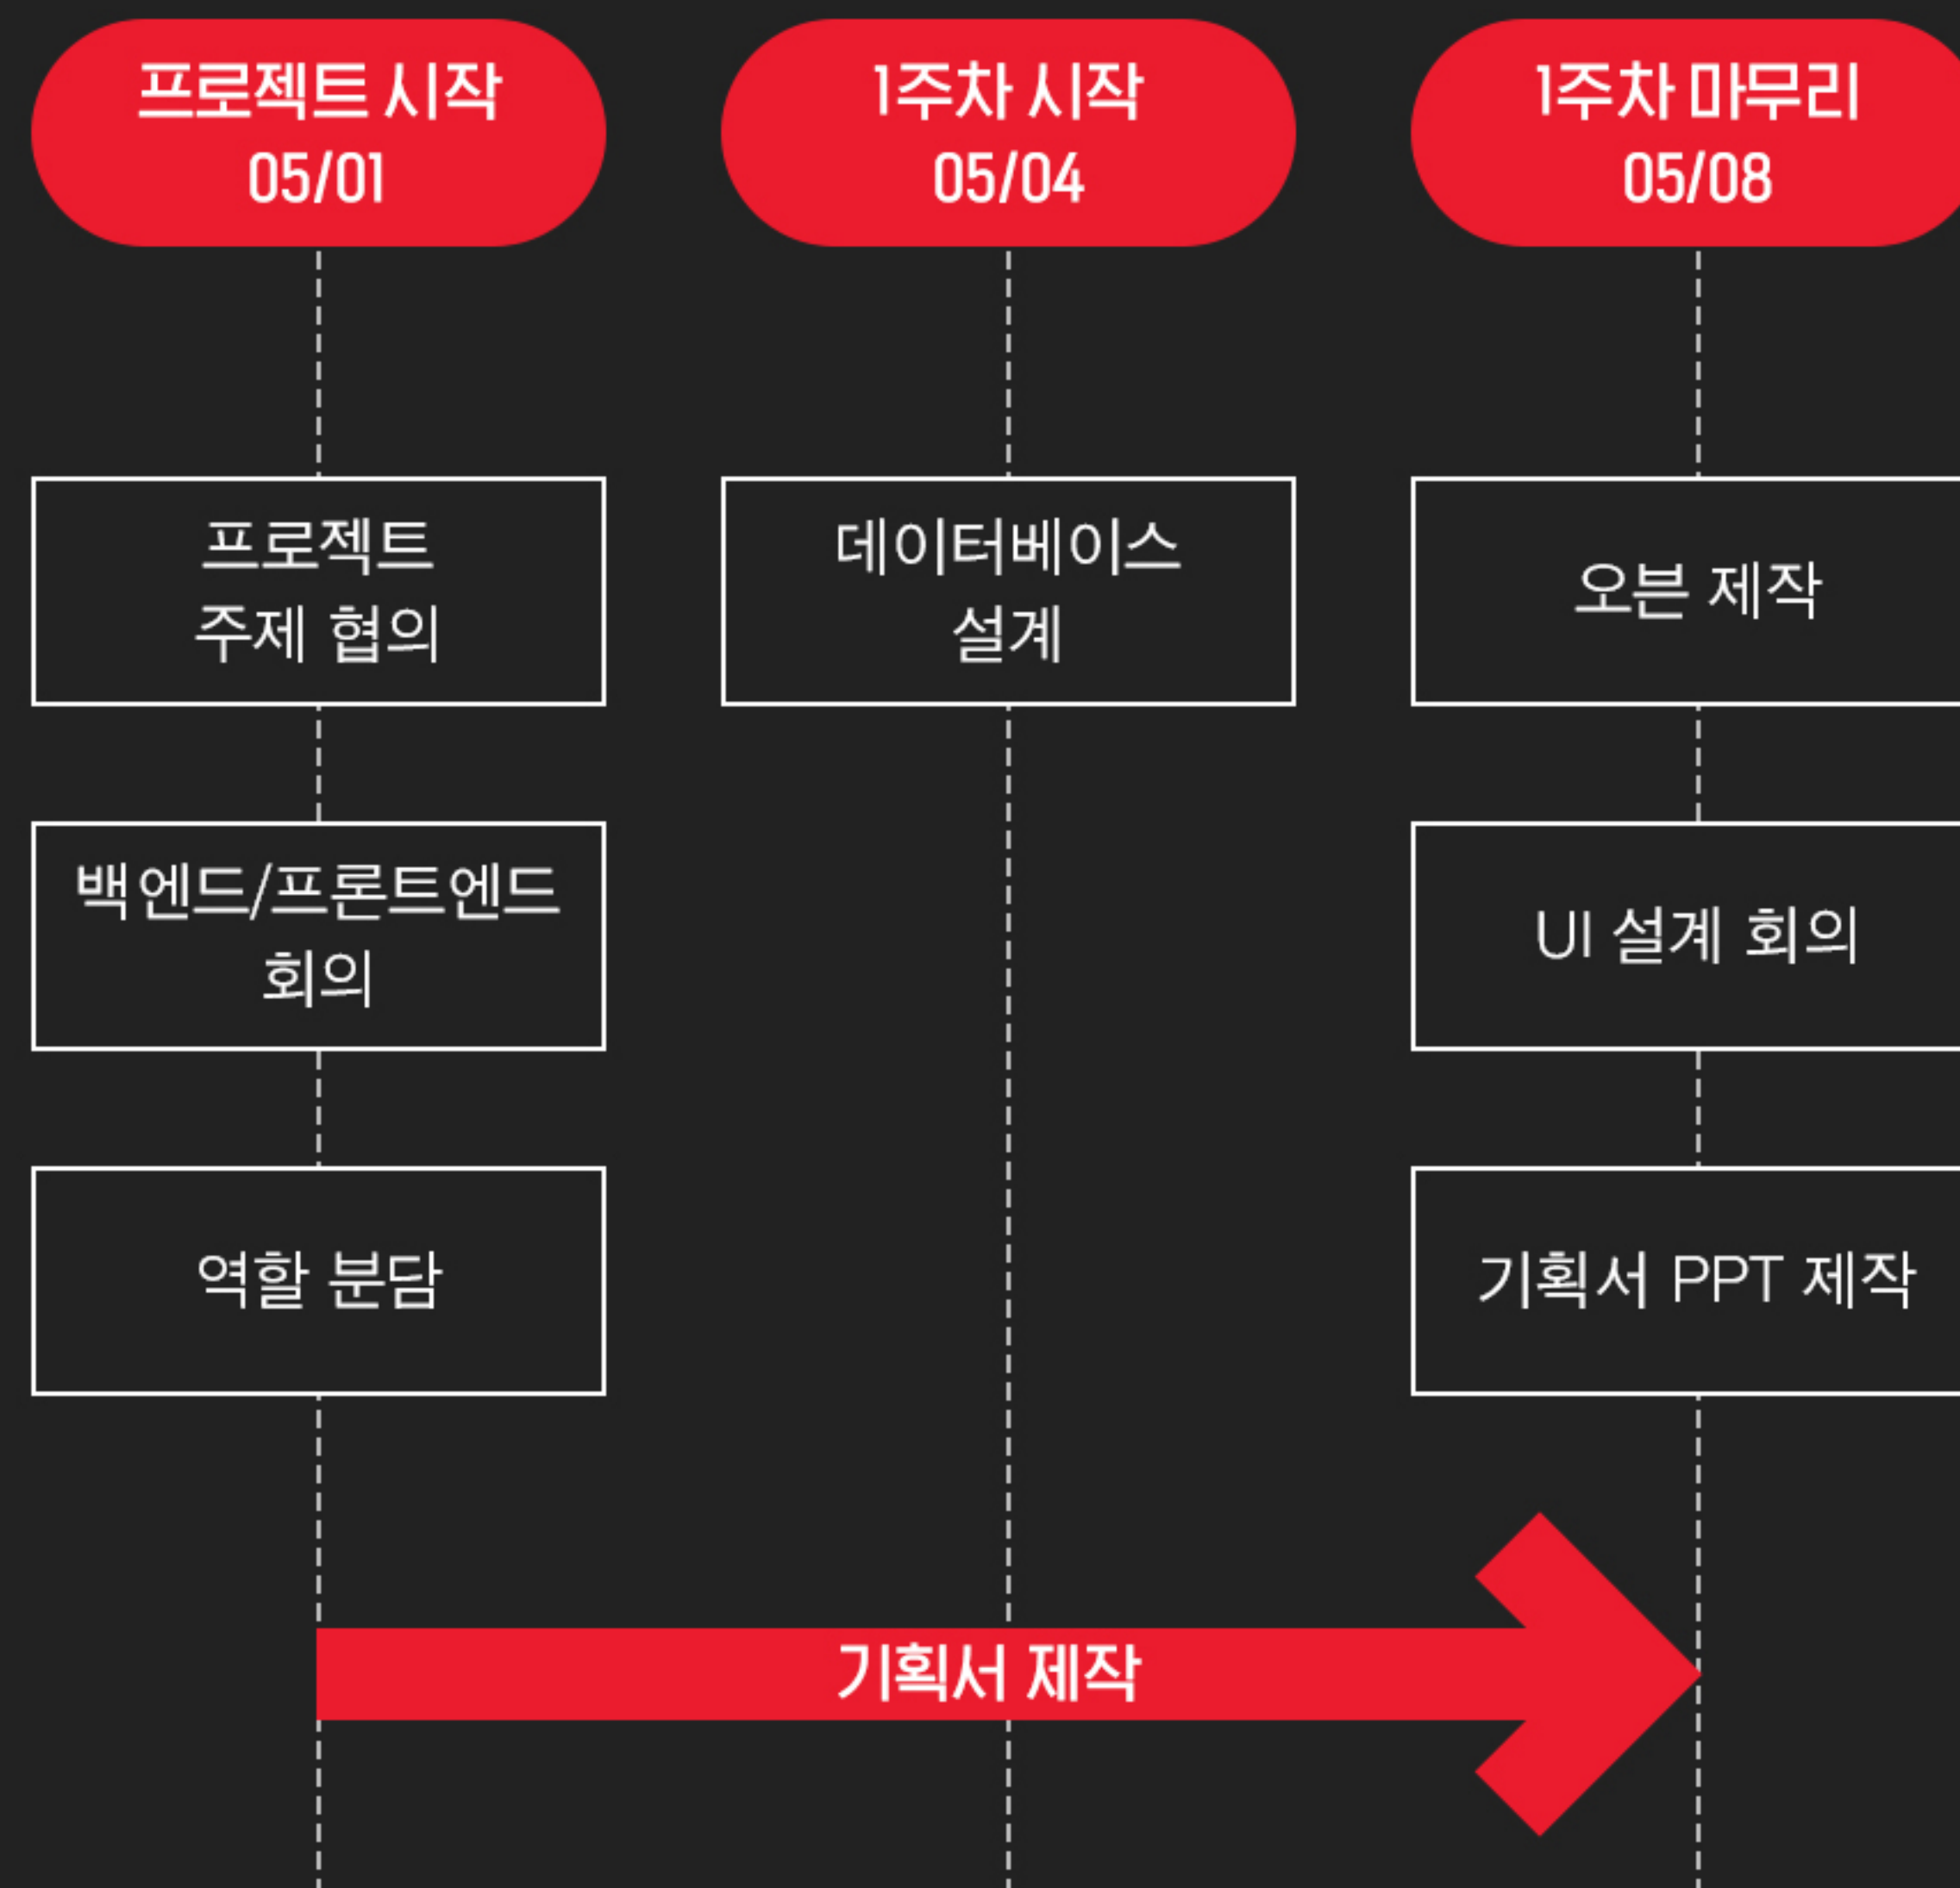 프로젝트 시작
05/01
1주차 시작
05/04
1주차 마무리
05/08
프로젝트
주제 협의
데이터베이스
설계
오븐 제작
백엔드/프론트엔드
회의
UI 설계 회의
역할 분담
기획서 PPT 제작
기획서 제작